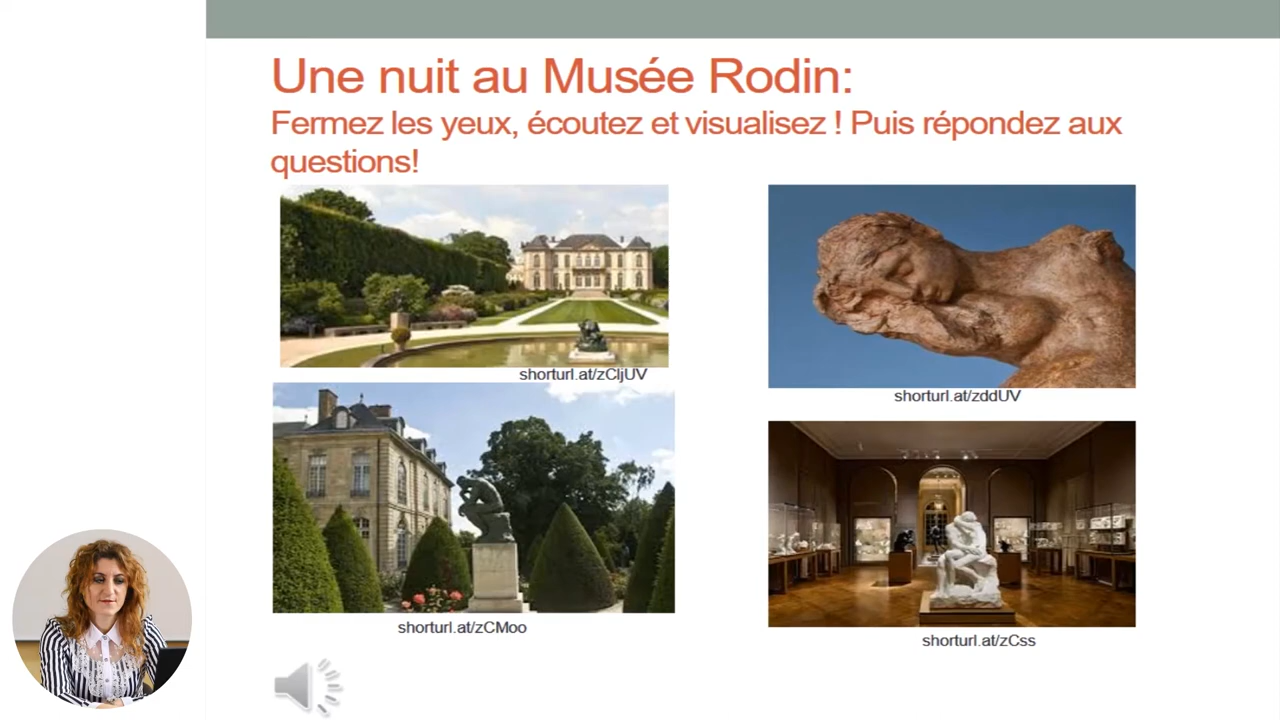 Une nuit au Musée Rodin:
Fermez les yeux, écoutez et visualisez ! Puis répondez aux
questions!
shorturl.at/zCljUV
shorturl.at/zddUV
shorturl.at/zCMoo
shorturl.at/zCss